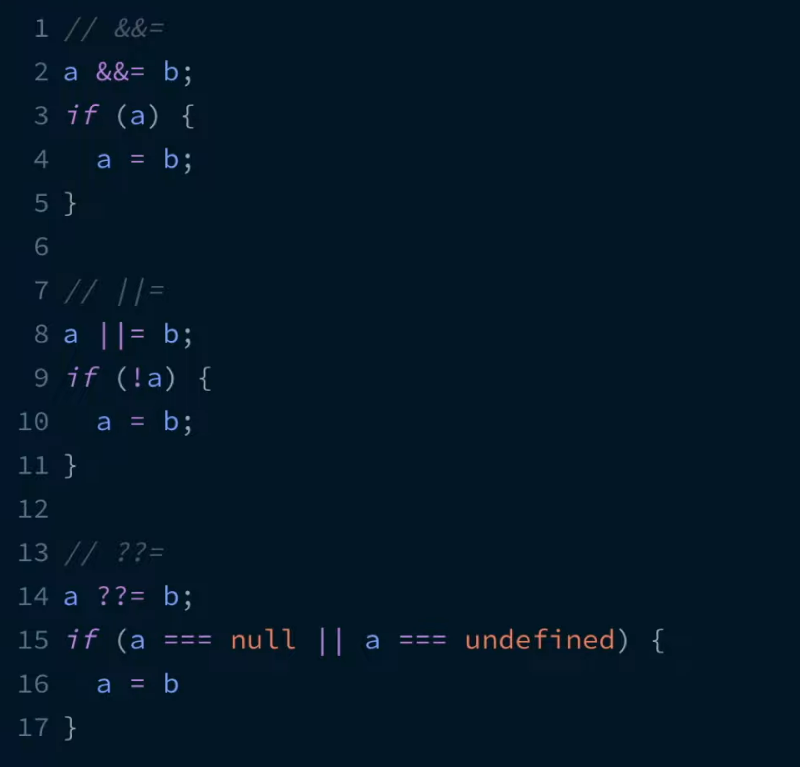 1 // &&=
2 a &&= b;
3 if (a) {
4   a = b;
5 }
6
7 // ||=
8 a ||= b;
9 if (!a) {
10   a = b;
11 }
12
13 // ??=
14 a ??= b;
15 if (a === null || a === undefined) {
16   a = b
17 }